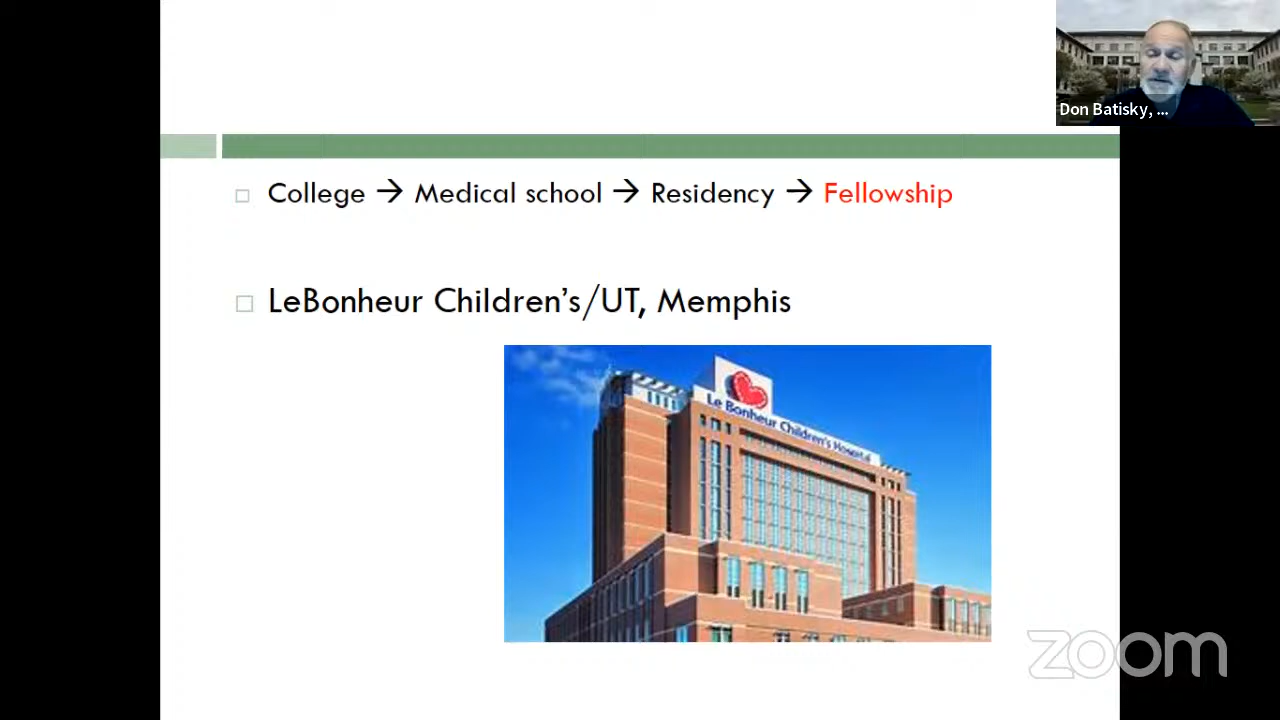 Don Batisky, ...
College → Medical school → Residency → Fellowship
LeBonheur Children's/UT, Memphis
Le Bonheur Children's Hospital
zoom